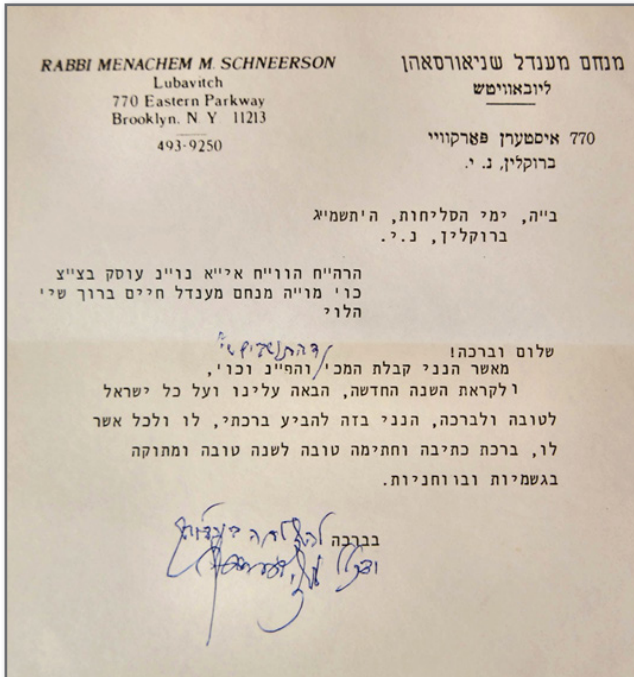 RABBI MENACHEM M. SCHNEERSON
Lubavitch
770 Eastern Parkway
Brooklyn. N Y 11213
493-9250
מנחם מענדל שניאורסאהן
ליובאוויטש
770 איסטערן פארקוויי
ברוקלין, נ. י.
ב"ה, ימי הסליחות, ה'תשמ"ג
ברוקלין, נ.י.
הרה"ח הוו"ח אי"א נו"נ עוסק בצ"צ
כו' מו"ה מנחם מענדל חיים ברוך שי'
הלוי
שלום וברכה!
מאשר הנני קבלת המכ' והפ"נ וכו',
ולקראת השנה החדשה, הבאה עלינו ועל כל ישראל
לטובה ולברכה, הנני בזה להביע ברכתי, לו ולכל אשר
לו, ברכת כתיבה וחתימה טובה לשנה טובה ומתוקה
בגשמיות וברוחניות.
בברכה